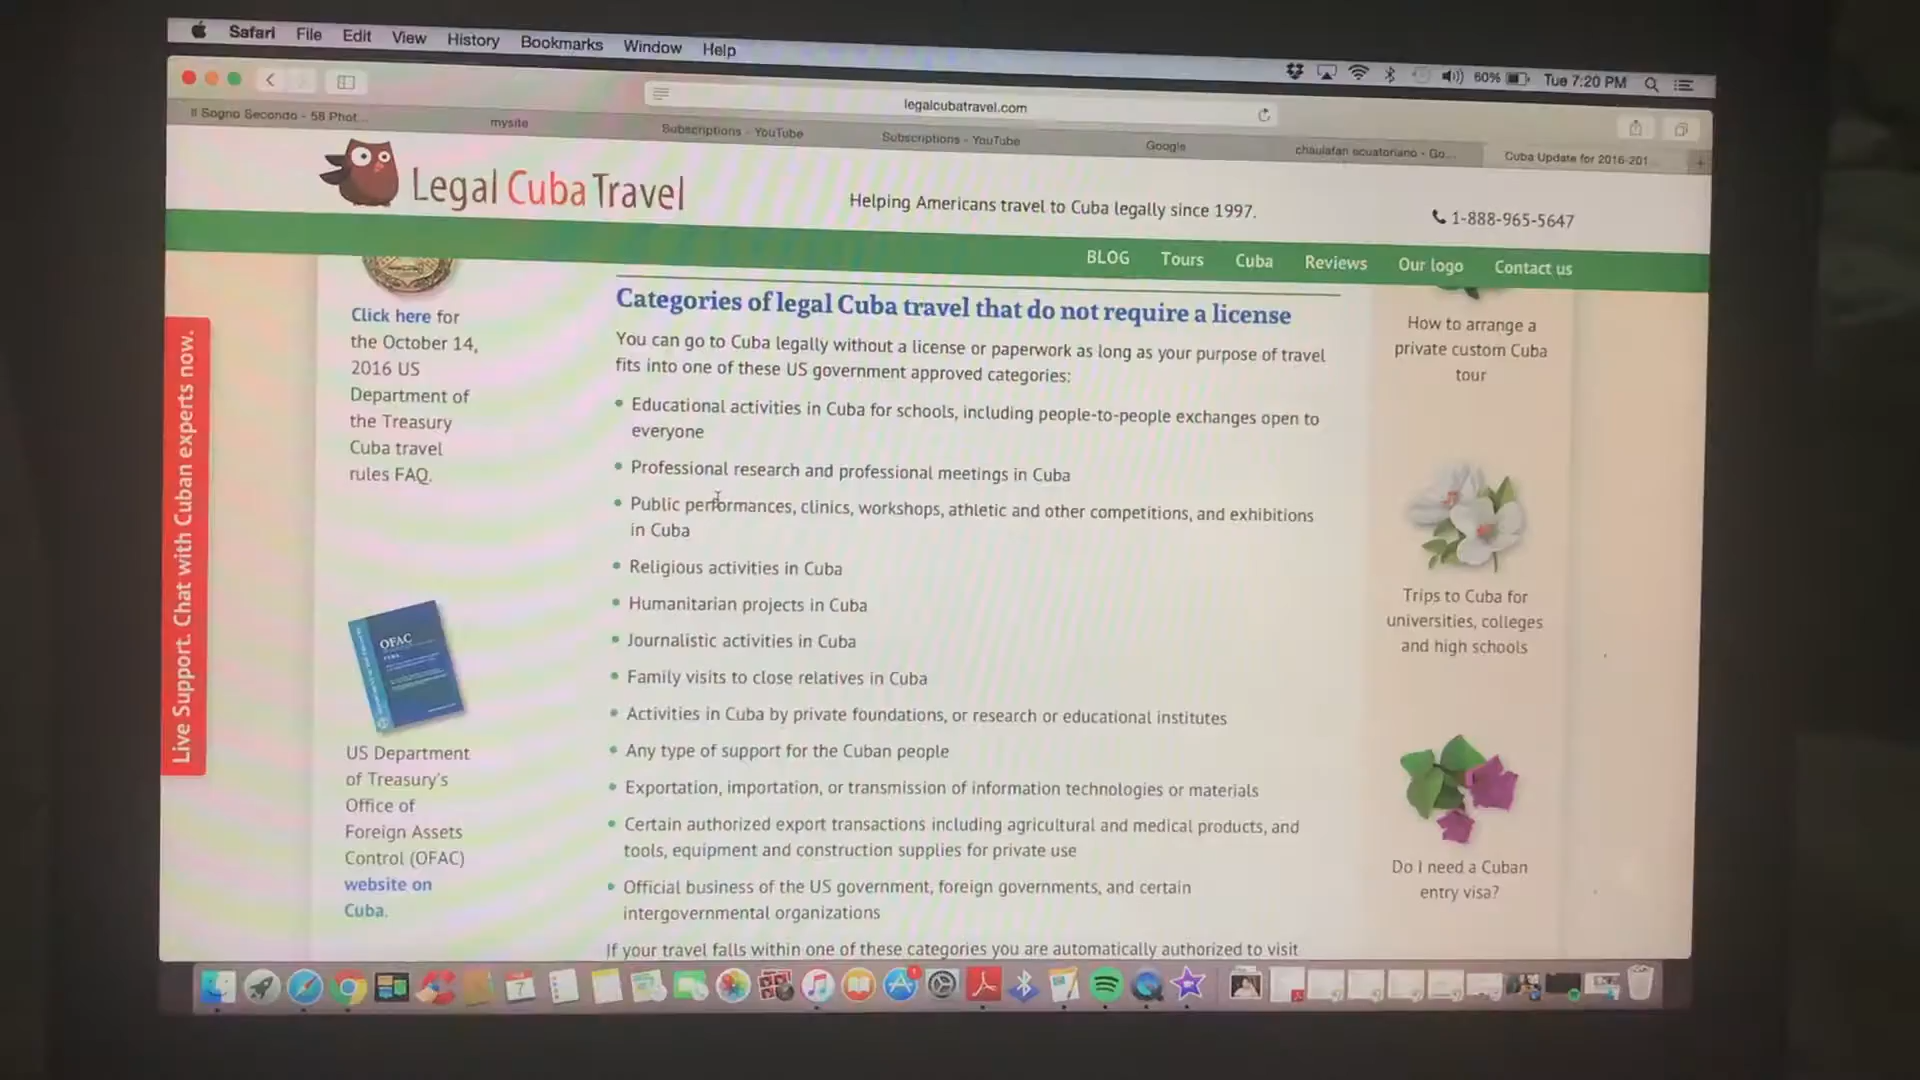 Safari File Edit View History Bookmarks Window Help
60% Tue 7:20 PM
legalcubatravel.com
Il Sogno Secondo - 58 Phot...
mysite
Subscriptions - YouTube
Subscriptions - YouTube
Google
chaulafan ecuatoriano - Go...
Cuba Update for 2016-201...
Legal Cuba Travel
Helping Americans travel to Cuba legally since 1997.
1-888-965-5647
BLOG Tours Cuba Reviews Our logo Contact us
Live Support. Chat with Cuban experts now.
Click here for
the October 14,
2016 US
Department of
the Treasury
Cuba travel
rules FAQ.
OFAC
US Department
of Treasury's
Office of
Foreign Assets
Control (OFAC)
website on
Cuba.
Categories of legal Cuba travel that do not require a license
You can go to Cuba legally without a license or paperwork as long as your purpose of travel
fits into one of these US government approved categories:
Educational activities in Cuba for schools, including people-to-people exchanges open to
everyone
Professional research and professional meetings in Cuba
Public performances, clinics, workshops, athletic and other competitions, and exhibitions
in Cuba
Religious activities in Cuba
Humanitarian projects in Cuba
Journalistic activities in Cuba
Family visits to close relatives in Cuba
Activities in Cuba by private foundations, or research or educational institutes
Any type of support for the Cuban people
Exportation, importation, or transmission of information technologies or materials
Certain authorized export transactions including agricultural and medical products, and
tools, equipment and construction supplies for private use
Official business of the US government, foreign governments, and certain
intergovernmental organizations
If your travel falls within one of these categories you are automatically authorized to visit
How to arrange a
private custom Cuba
tour
Trips to Cuba for
universities, colleges
and high schools
Do I need a Cuban
entry visa?
7